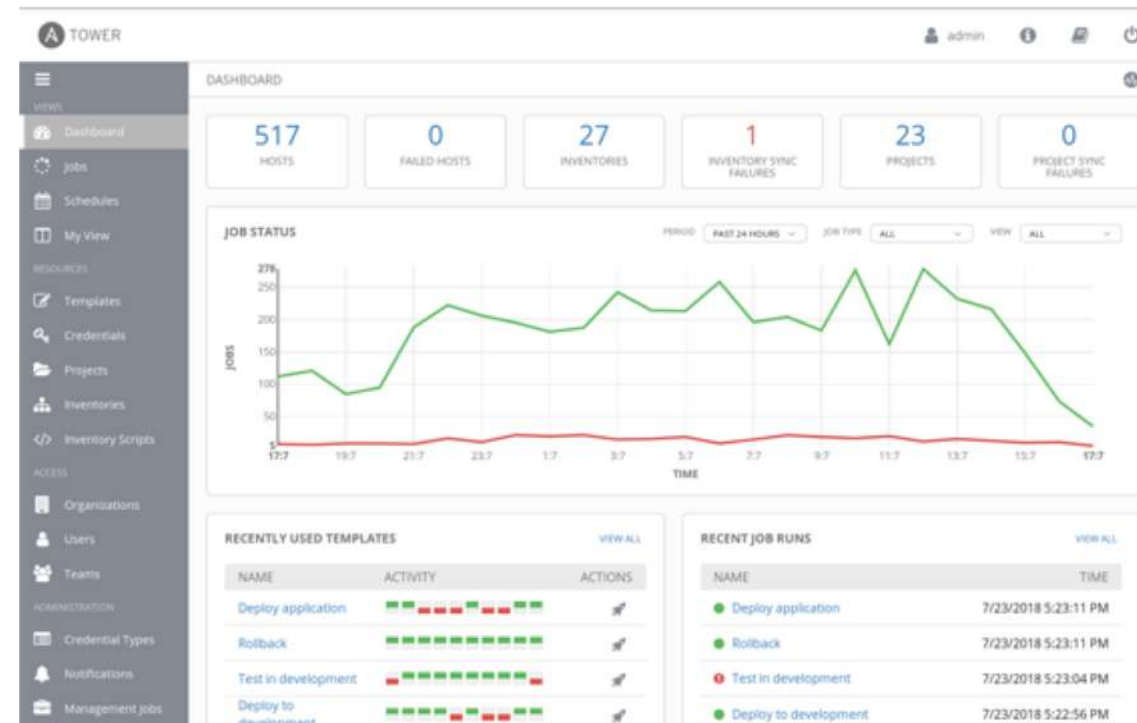 A TOWER
admin
DASHBOARD
VIEWS
Dashboard
Jobs
Schedules
My View
RESOURCES
Templates
Credentials
Projects
Inventories
Inventory Scripts
ACCESS
Organizations
Users
Teams
ADMINISTRATION
Credential Types
Notifications
Management Jobs
517
HOSTS
0
FAILED HOSTS
27
INVENTORIES
1
INVENTORY SYNC
FAILURES
23
PROJECTS
0
PROJECT SYNC
FAILURES
JOB STATUS
PERIOD PAST 24 HOURS JOB TYPE ALL VIEW ALL
278
250
200
150
100
50
5
JOBS
17:7 19:7 21:7 23:7 1:7 3:7 5:7 7:7 9:7 11:7 13:7 15:7 17:7
TIME
RECENTLY USED TEMPLATES VIEW ALL
NAME ACTIVITY ACTIONS
Deploy application
Rollback
Test in development
Deploy to
development
RECENT JOB RUNS VIEW ALL
NAME TIME
Deploy application 7/23/2018 5:23:11 PM
Rollback 7/23/2018 5:23:11 PM
Test in development 7/23/2018 5:23:04 PM
Deploy to development 7/23/2018 5:22:56 PM